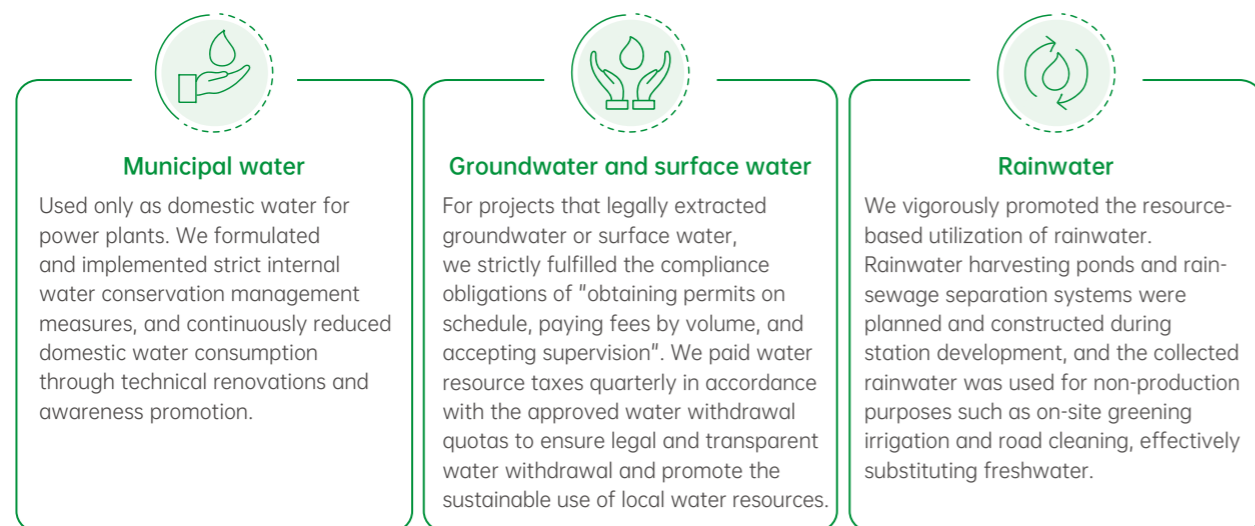 Municipal water
Used only as domestic water for
power plants. We formulated
and implemented strict internal
water conservation management
measures, and continuously reduced
domestic water consumption
through technical renovations and
awareness promotion.
Groundwater and surface water
For projects that legally extracted
groundwater or surface water,
we strictly fulfilled the compliance
obligations of "obtaining permits on
schedule, paying fees by volume, and
accepting supervision". We paid water
resource taxes quarterly in accordance
with the approved water withdrawal
quotas to ensure legal and transparent
water withdrawal and promote the
sustainable use of local water resources.
Rainwater
We vigorously promoted the resource-
based utilization of rainwater.
Rainwater harvesting ponds and rain-
sewage separation systems were
planned and constructed during
station development, and the collected
rainwater was used for non-production
purposes such as on-site greening
irrigation and road cleaning, effectively
substituting freshwater.